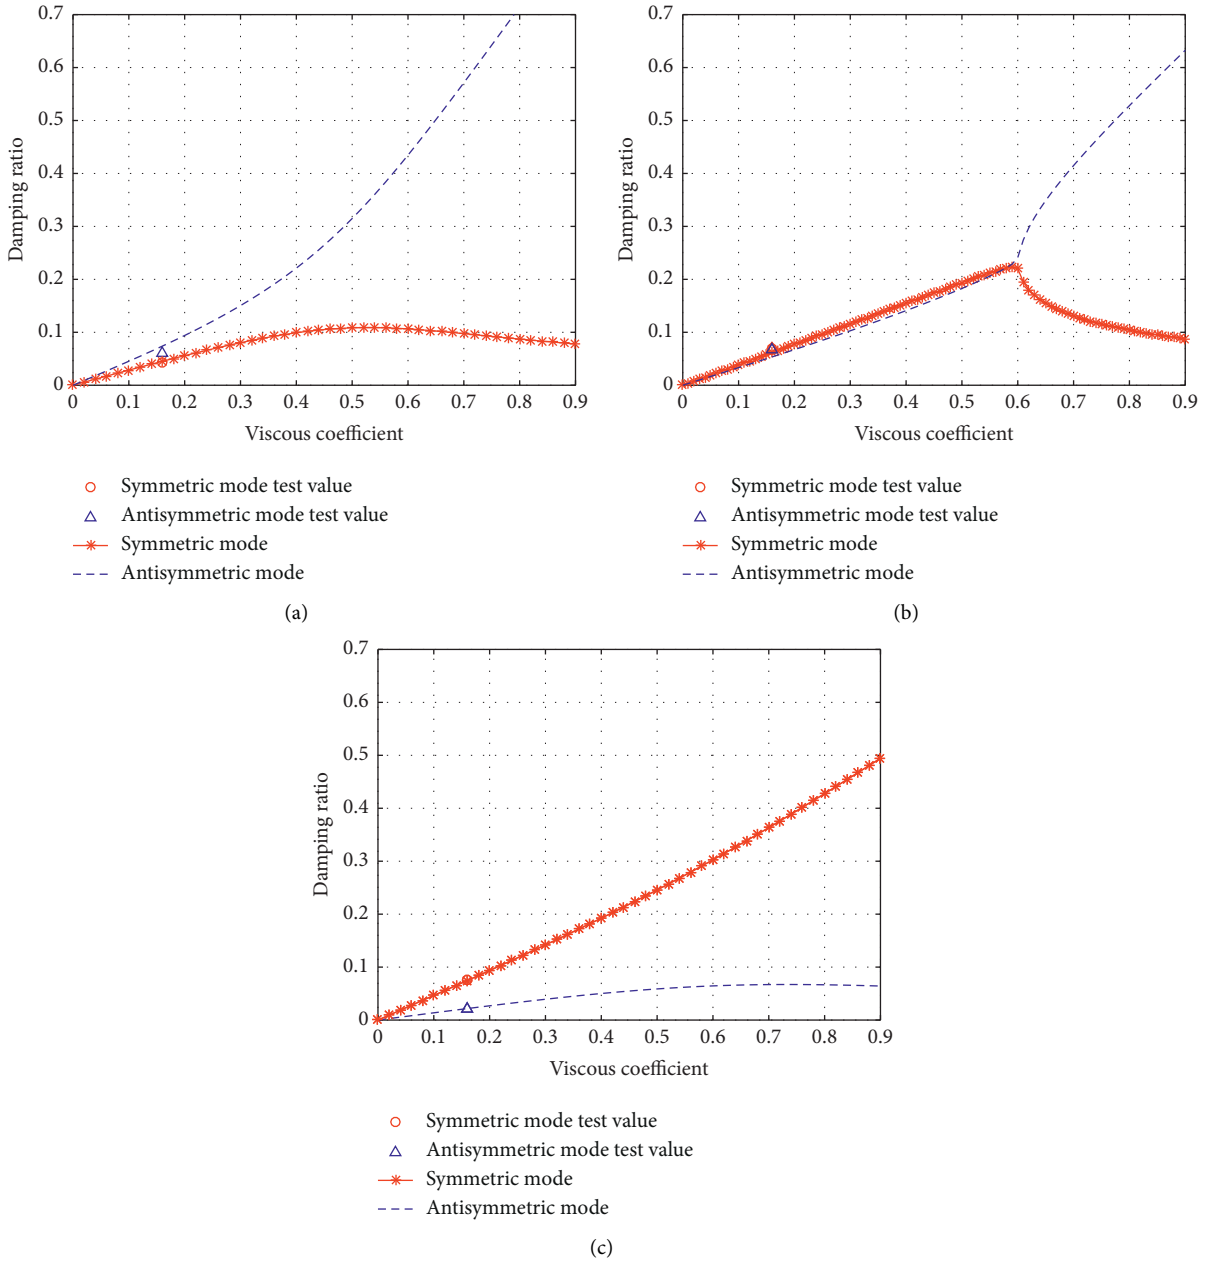 0.7
0.6
0.5
0.4
0.3
0.2
0.1
0
Damping ratio
0 0.1 0.2 0.3 0.4 0.5 0.6 0.7 0.8 0.9
Viscous coefficient
Symmetric mode test value
Antisymmetric mode test value
Symmetric mode
Antisymmetric mode
(a)
0.7
0.6
0.5
0.4
0.3
0.2
0.1
0
Damping ratio
0 0.1 0.2 0.3 0.4 0.5 0.6 0.7 0.8 0.9
Viscous coefficient
Symmetric mode test value
Antisymmetric mode test value
Symmetric mode
Antisymmetric mode
(b)
0.7
0.6
0.5
0.4
0.3
0.2
0.1
0
Damping ratio
0 0.1 0.2 0.3 0.4 0.5 0.6 0.7 0.8 0.9
Viscous coefficient
Symmetric mode test value
Antisymmetric mode test value
Symmetric mode
Antisymmetric mode
(c)